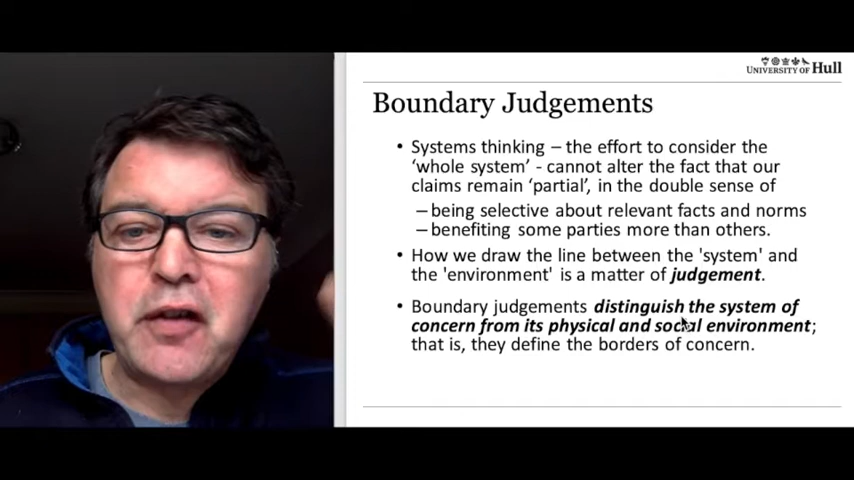 UNIVERSITY OF Hull
Boundary Judgements
• Systems thinking – the effort to consider the
‘whole system’ - cannot alter the fact that our
claims remain ‘partial’, in the double sense of
– being selective about relevant facts and norms
– benefiting some parties more than others.
• How we draw the line between the 'system' and
the 'environment' is a matter of judgement.
• Boundary judgements distinguish the system of
concern from its physical and social environment;
that is, they define the borders of concern.